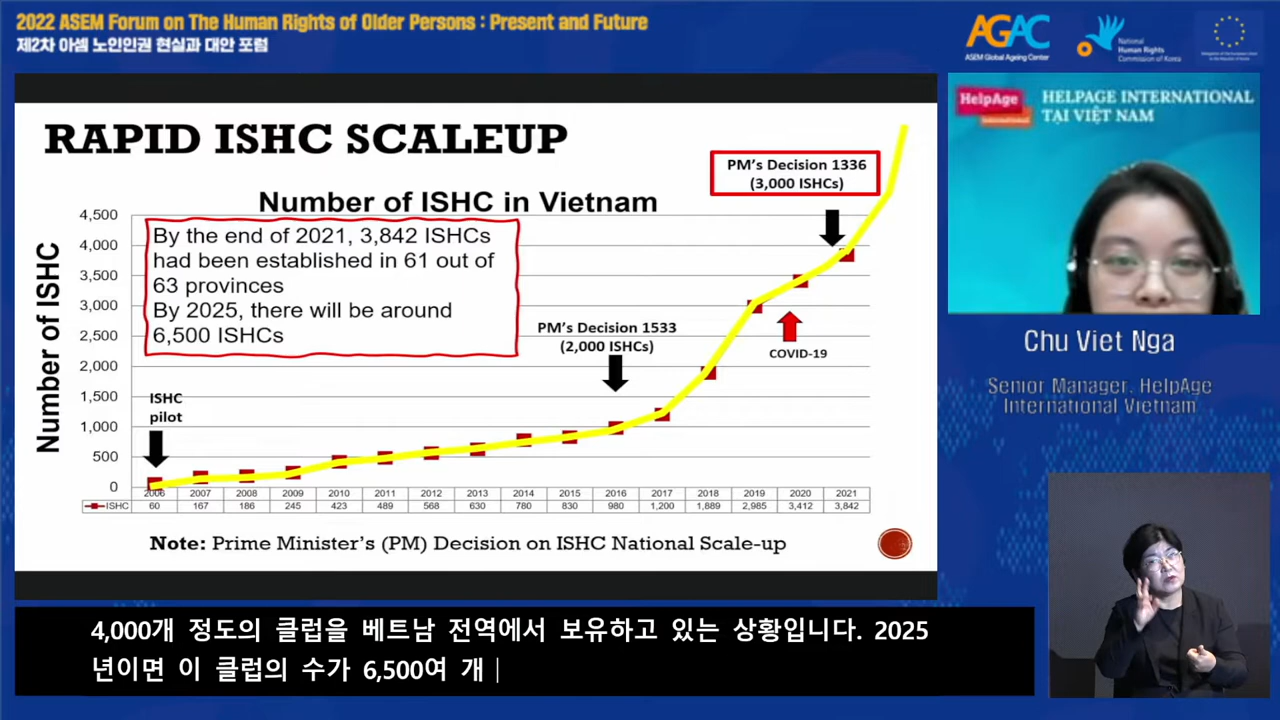 2022 ASEM Forum on The Human Rights of Older Persons : Present and Future
제2차 아셈 노인인권 현실과 대안 포럼
AGAC
ASEM Global Ageing Center
National
Human Rights
Commission of Korea
Delegation of the European Union
to the Republic of Korea
HelpAge
International
HELPAGE INTERNATIONAL
TẠI VIỆT NAM
RAPID ISHC SCALEUP
Number of ISHC in Vietnam
PM's Decision 1336
(3,000 ISHCs)
Number of ISHC
4,500
4,000
3,500
3,000
2,500
2,000
1,500
1,000
500
0
By the end of 2021, 3,842 ISHCs
had been established in 61 out of
63 provinces
By 2025, there will be around
6,500 ISHCs
PM's Decision 1533
(2,000 ISHCs)
COVID-19
ISHC
pilot
2006 2007 2008 2009 2010 2011 2012 2013 2014 2015 2016 2017 2018 2019 2020 2021
ISHC 60 167 186 245 423 489 568 630 780 830 980 1,200 1,889 2,985 3,412 3,842
Note: Prime Minister's (PM) Decision on ISHC National Scale-up
Chu Viet Nga
Senior Manager, HelpAge
International Vietnam
4,000개 정도의 클럽을 베트남 전역에서 보유하고 있는 상황입니다. 2025
년이면 이 클럽의 수가 6,500여 개